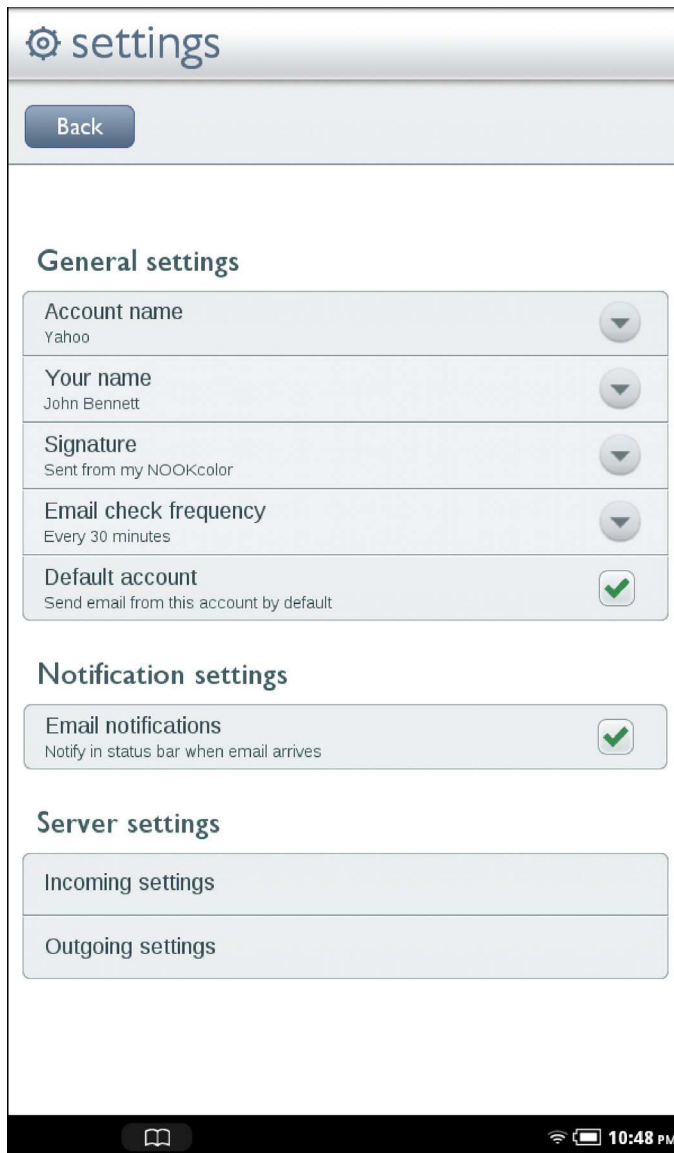 settings
Back
General settings
Account name
Yahoo
Your name
John Bennett
Signature
Sent from my NOOKcolor
Email check frequency
Every 30 minutes
Default account
Send email from this account by default
Notification settings
Email notifications
Notify in status bar when email arrives
Server settings
Incoming settings
Outgoing settings
10:48 PM